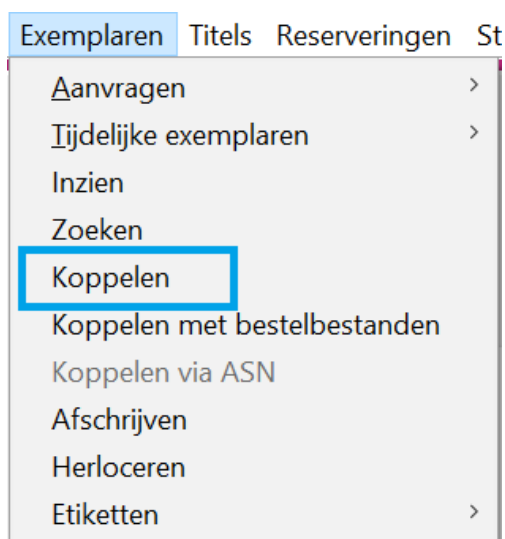 Exemplaren Titels Reserveringen St
Aanvragen
Tijdelijke exemplaren
Inzien
Zoeken
Koppelen
Koppelen met bestelbestanden
Koppelen via ASN
Afschrijven
Herloceren
Etiketten